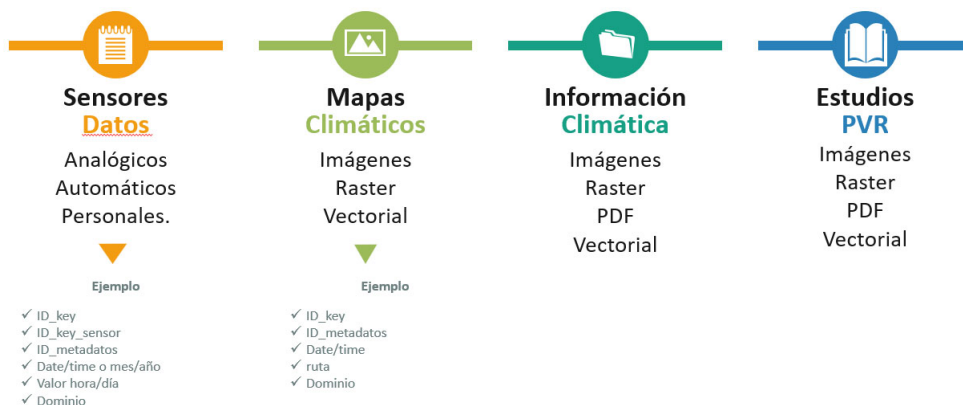 Sensores
Datos
Analógicos
Automáticos
Personales.
Ejemplo
✓ ID_key
✓ ID_key_sensor
✓ ID_metadatos
✓ Date/time o mes/año
✓ Valor hora/día
✓ Dominio
Mapas
Climáticos
Imágenes
Raster
Vectorial
Ejemplo
✓ ID_key
✓ ID_metadatos
✓ Date/time
✓ ruta
✓ Dominio
Información
Climática
Imágenes
Raster
PDF
Vectorial
Estudios
PVR
Imágenes
Raster
PDF
Vectorial